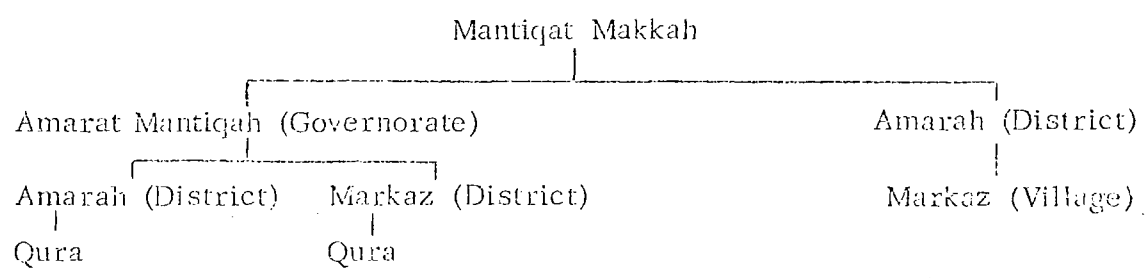 Mantiqat Makkah
Amarat Mantiqah (Governorate) Amarah (District)
Amarah (District) Markaz (District) Markaz (Village)
Qura Qura